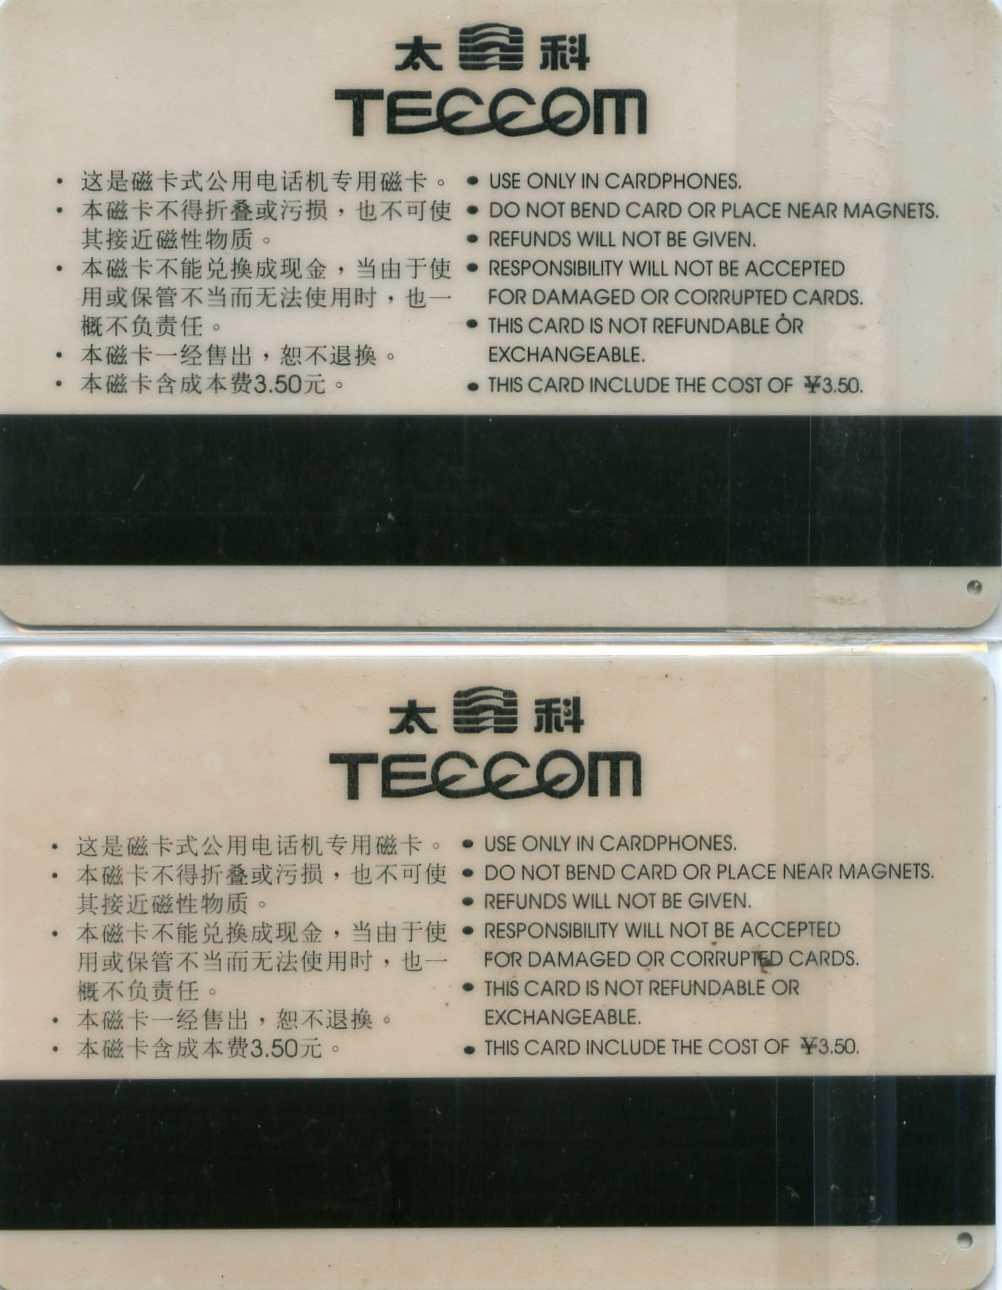 太科
TECCOM
· 这是磁卡式公用电话机专用磁卡。
· 本磁卡不得折叠或污损，也不可使
其接近磁性物质。
· 本磁卡不能兑换成现金，当由于使
用或保管不当而无法使用时，也一
概不负责任。
· 本磁卡一经售出，恕不退换。
· 本磁卡含成本费3.50元。
● USE ONLY IN CARDPHONES.
● DO NOT BEND CARD OR PLACE NEAR MAGNETS.
● REFUNDS WILL NOT BE GIVEN.
● RESPONSIBILITY WILL NOT BE ACCEPTED
FOR DAMAGED OR CORRUPTED CARDS.
● THIS CARD IS NOT REFUNDABLE OR
EXCHANGEABLE.
● THIS CARD INCLUDE THE COST OF ¥3.50.
太科
TECCOM
· 这是磁卡式公用电话机专用磁卡。
· 本磁卡不得折叠或污损，也不可使
其接近磁性物质。
· 本磁卡不能兑换成现金，当由于使
用或保管不当而无法使用时，也一
概不负责任。
· 本磁卡一经售出，恕不退换。
· 本磁卡含成本费3.50元。
● USE ONLY IN CARDPHONES.
● DO NOT BEND CARD OR PLACE NEAR MAGNETS.
● REFUNDS WILL NOT BE GIVEN.
● RESPONSIBILITY WILL NOT BE ACCEPTED
FOR DAMAGED OR CORRUPTED CARDS.
● THIS CARD IS NOT REFUNDABLE OR
EXCHANGEABLE.
● THIS CARD INCLUDE THE COST OF ¥3.50.